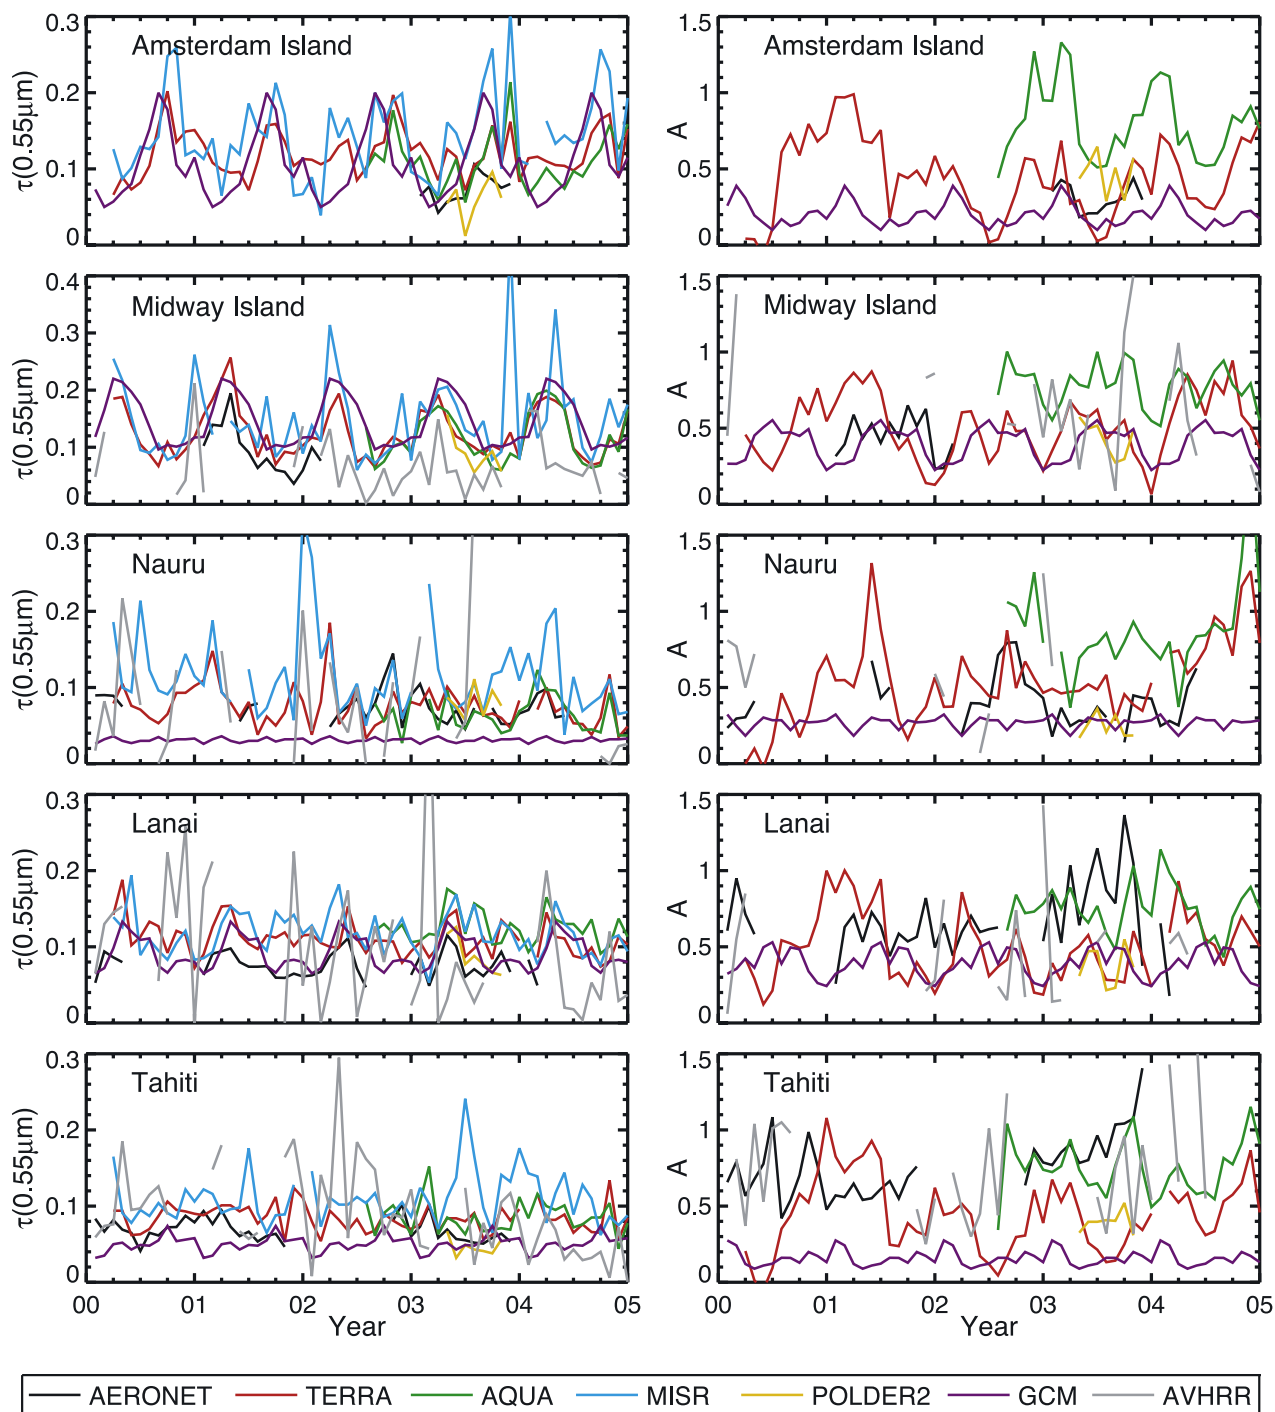 Amsterdam Island
τ(0.55μm)
0.3
0.2
0.1
0
Amsterdam Island
A
1.5
1
0.5
0
Midway Island
τ(0.55μm)
0.4
0.3
0.2
0.1
0
Midway Island
A
1.5
1
0.5
0
Nauru
τ(0.55μm)
0.3
0.2
0.1
0
Nauru
A
1.5
1
0.5
0
Lanai
τ(0.55μm)
0.3
0.2
0.1
0
Lanai
A
1.5
1
0.5
0
Tahiti
τ(0.55μm)
0.3
0.2
0.1
0
00 01 02 03 04 05
Year
Tahiti
A
1.5
1
0.5
0
00 01 02 03 04 05
Year
AERONET TERRA AQUA MISR POLDER2 GCM AVHRR